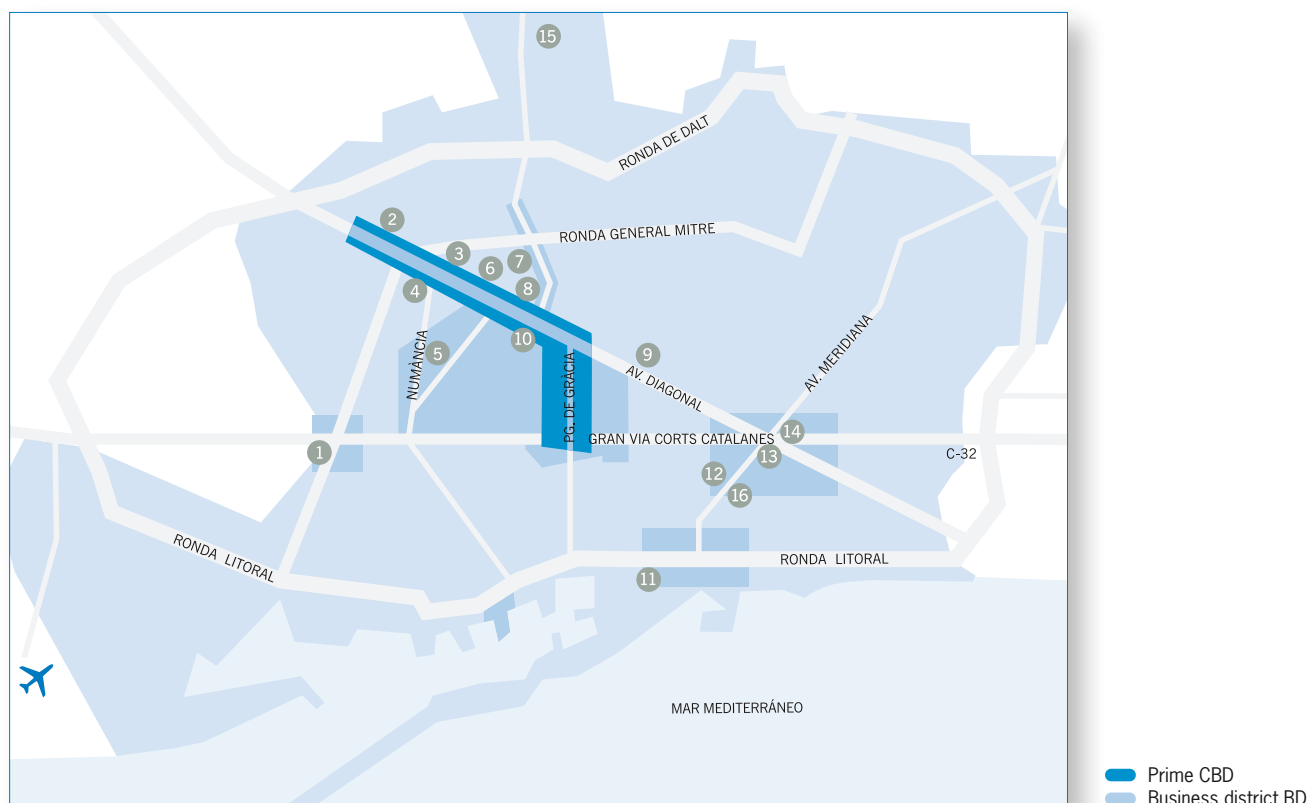 15
RONDA DE DALT
2
RONDA GENERAL MITRE
3
7
6
8
4
10
NUMÀNCIA
5
9
PG. DE GRÀCIA
AV. DIAGONAL
AV. MERIDIANA
14
GRAN VIA CORTS CATALANES
1
13
C-32
12
16
RONDA LITORAL
RONDA LITORAL
11
MAR MEDITERRÁNEO
Prime CBD
Business district BD